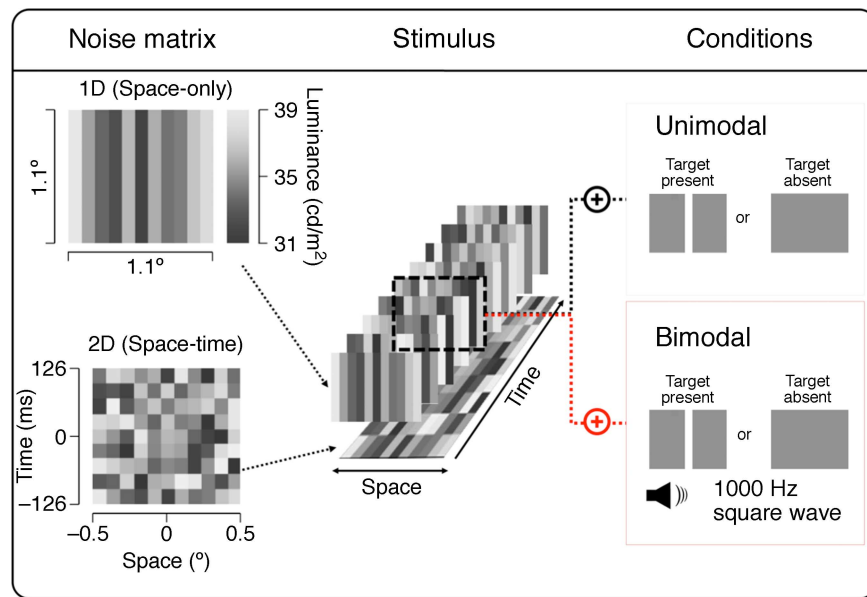 Noise matrix
Stimulus
Conditions
1D (Space-only)
1.1º
1.1º
39
35
31
Luminance (cd/m²)
2D (Space-time)
126
0
−126
Time (ms)
−0.5
0
0.5
Space (º)
Space
Time
Unimodal
Target
present
or
Target
absent
Bimodal
Target
present
or
Target
absent
1000 Hz
square wave